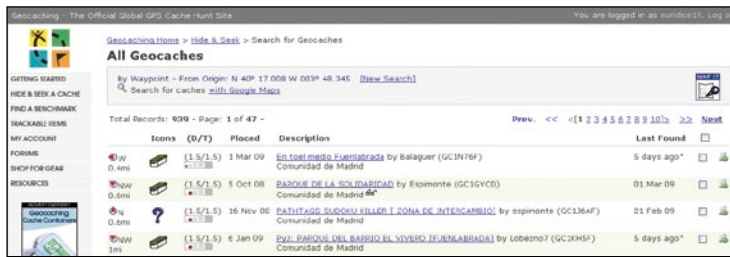 Geocaching - The Official Global GPS Cache Hunt Site
You are logged in as euridice15. Log o
Geocaching Home > Hide & Seek > Search for Geocaches
All Geocaches
GETTING STARTED
HIDE & SEEK A CACHE
FIND A BENCHMARK
TRACKABLE ITEMS
MY ACCOUNT
FORUMS
SHOP FOR GEAR
RESOURCES
Geocoaching
Cache Containers
by Waypoint - From Origin: N 40° 17.008 W 003° 48.345 [New Search]
Search for caches with Google Maps
MAP IT
Total Records: 939 - Page: 1 of 47 -
Prev. << <[1 2 3 4 5 6 7 8 9 10]> >> Next
Icons (D/T) Placed Description Last Found
W (1.5/1.5) 1 Mar 09 En toel medio Fuenlabrada by Balaguer (GC1N76F) 5 days ago*
0.4mi Comunidad de Madrid
NW (1.5/1.5) 5 Oct 08 PARQUE DE LA SOLIDARIDAD by Espimonte (GC1GYCD) 01 Mar 09
0.6mi Comunidad de Madrid
N (1.5/1.5) 16 Nov 08 PATHTAGS SUDOKU KILLER [ ZONA DE INTERCAMBIO] by espimonte (GC1J6AF) 21 Feb 09
0.6mi Comunidad de Madrid
NW (1.5/1.5) 6 Jan 09 PyJ: PARQUE DEL BARRIO EL VIVERO [FUENLABRADA] by Lobezno7 (GC1KHSF) 5 days ago*
1mi Comunidad de Madrid